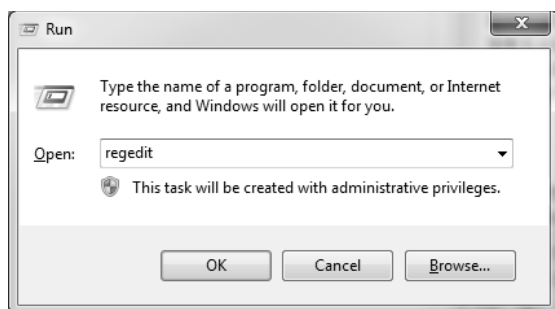 Run
Type the name of a program, folder, document, or Internet
resource, and Windows will open it for you.
Open: regedit
This task will be created with administrative privileges.
OK Cancel Browse...